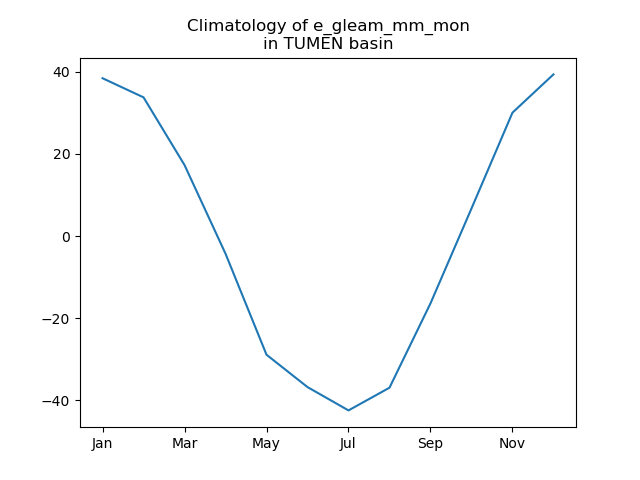 Climatology of e_gleam_mm_mon
in TUMEN basin
40
20
0
−20
−40
Jan
Mar
May
Jul
Sep
Nov